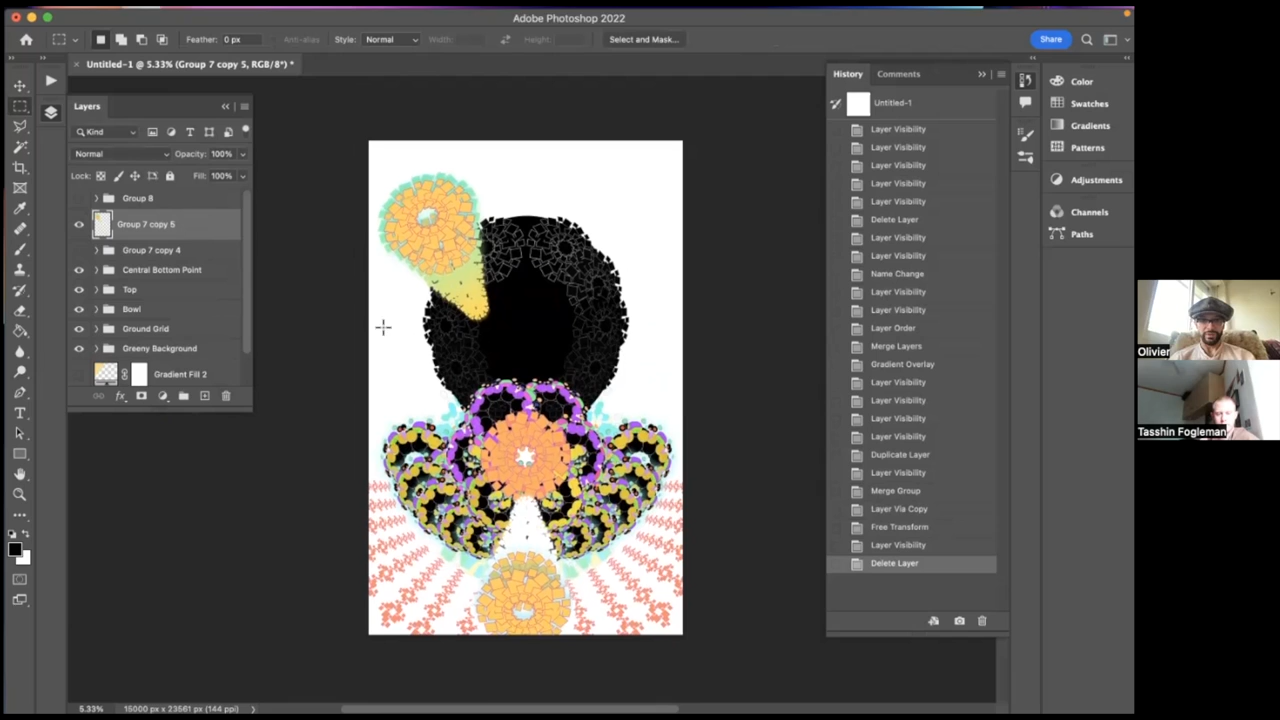 Adobe Photoshop 2022
Feather: 0 px
Anti-alias
Style: Normal
Width:
Height:
Select and Mask...
Share
Untitled-1 @ 5.33% (Group 7 copy 5, RGB/8*) *
Layers
Kind
Normal
Opacity: 100%
Lock:
Fill: 100%
Group 8
Group 7 copy 5
Group 7 copy 4
Central Bottom Point
Top
Bowl
Ground Grid
Greeny Background
Gradient Fill 2
fx
History
Comments
Untitled-1
Layer Visibility
Layer Visibility
Layer Visibility
Layer Visibility
Layer Visibility
Delete Layer
Layer Visibility
Layer Visibility
Name Change
Layer Visibility
Layer Visibility
Layer Order
Merge Layers
Gradient Overlay
Layer Visibility
Layer Visibility
Layer Visibility
Layer Visibility
Duplicate Layer
Layer Visibility
Merge Group
Layer Via Copy
Free Transform
Layer Visibility
Delete Layer
Color
Swatches
Gradients
Patterns
Adjustments
Channels
Paths
Olivier
Tasshin Fogleman
5.33%
15000 px x 23561 px (144 ppi)